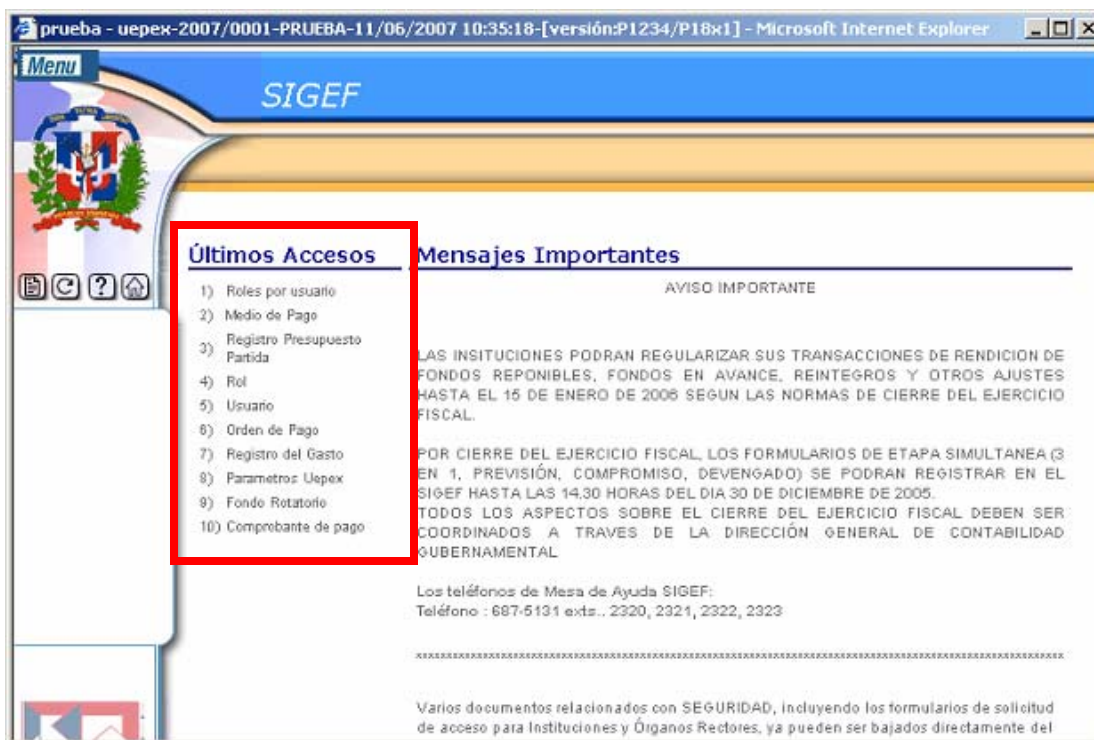 prueba - uepex-2007/0001-PRUEBA-11/06/2007 10:35:18-[versión:P1234/P18x1] - Microsoft Internet Explorer
Menu
SIGEF
Últimos Accesos
1) Roles por usuario
2) Medio de Pago
3) Registro Presupuesto
Partida
4) Rol
5) Usuario
6) Orden de Pago
7) Registro del Gasto
8) Parametros Uepex
9) Fondo Rotatorio
10) Comprobante de pago
Mensajes Importantes
AVISO IMPORTANTE
LAS INSITUCIONES PODRAN REGULARIZAR SUS TRANSACCIONES DE RENDICION DE
FONDOS REPONIBLES, FONDOS EN AVANCE, REINTEGROS Y OTROS AJUSTES
HASTA EL 15 DE ENERO DE 2006 SEGUN LAS NORMAS DE CIERRE DEL EJERCICIO
FISCAL.
POR CIERRE DEL EJERCICIO FISCAL, LOS FORMULARIOS DE ETAPA SIMULTANEA (3
EN 1, PREVISIÓN, COMPROMISO, DEVENGADO) SE PODRAN REGISTRAR EN EL
SIGEF HASTA LAS 14.30 HORAS DEL DIA 30 DE DICIEMBRE DE 2005.
TODOS LOS ASPECTOS SOBRE EL CIERRE DEL EJERCICIO FISCAL DEBEN SER
COORDINADOS A TRAVES DE LA DIRECCIÓN GENERAL DE CONTABILIDAD
GUBERNAMENTAL
Los teléfonos de Mesa de Ayuda SIGEF:
Teléfono : 687-5131 exts., 2320, 2321, 2322, 2323
Varios documentos relacionados con SEGURIDAD, incluyendo los formularios de solicitud
de acceso para Instituciones y Órganos Rectores, ya pueden ser bajados directamente del